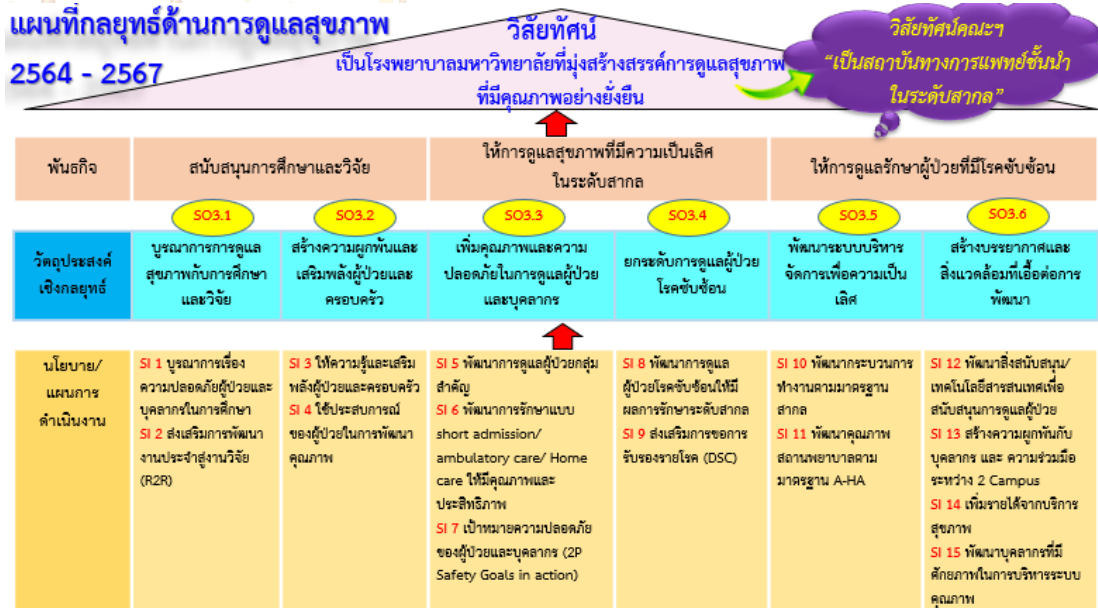 แผนที่กลยุทธ์ด้านการดูแลสุขภาพ
2564 - 2567
วิสัยทัศน์
เป็นโรงพยาบาลมหาวิทยาลัยที่มุ่งสร้างสรรค์การดูแลสุขภาพ
ที่มีคุณภาพอย่างยั่งยืน
วิสัยทัศน์คณะฯ
“เป็นสถาบันทางการแพทย์ชั้นนำ
ในระดับสากล”
พันธกิจ
สนับสนุนการศึกษาและวิจัย
ให้การดูแลสุขภาพที่มีความเป็นเลิศ
ในระดับสากล
ให้การดูแลรักษาผู้ป่วยที่มีโรคซับซ้อน
SO3.1
SO3.2
SO3.3
SO3.4
SO3.5
SO3.6
วัตถุประสงค์
เชิงกลยุทธ์
บูรณาการการดูแล
สุขภาพกับการศึกษา
และวิจัย
สร้างความผูกพันและ
เสริมพลังผู้ป่วยและ
ครอบครัว
เพิ่มคุณภาพและความ
ปลอดภัยในการดูแลผู้ป่วย
และบุคลากร
ยกระดับการดูแลผู้ป่วย
โรคซับซ้อน
พัฒนาระบบบริหาร
จัดการเพื่อความเป็น
เลิศ
สร้างบรรยากาศและ
สิ่งแวดล้อมที่เอื้อต่อการ
พัฒนา
นโยบาย/
แผนการ
ดำเนินงาน
SI 1 บูรณาการเรื่อง
ความปลอดภัยผู้ป่วยและ
บุคลากรในการศึกษา
SI 2 ส่งเสริมการพัฒนา
งานประจำสู่งานวิจัย
(R2R)
SI 3 ให้ความรู้และเสริม
พลังผู้ป่วยและครอบครัว
SI 4 ใช้ประสบการณ์
ของผู้ป่วยในการพัฒนา
คุณภาพ
SI 5 พัฒนาการดูแลผู้ป่วยกลุ่ม
สำคัญ
SI 6 พัฒนาการรักษาแบบ
short admission/
ambulatory care/ Home
care ให้มีคุณภาพและ
ประสิทธิภาพ
SI 7 เป้าหมายความปลอดภัย
ของผู้ป่วยและบุคลากร (2P
Safety Goals in action)
SI 8 พัฒนาการดูแล
ผู้ป่วยโรคซับซ้อนให้มี
ผลการรักษาระดับสากล
SI 9 ส่งเสริมการขอการ
รับรองรายโรค (DSC)
SI 10 พัฒนากระบวนการ
ทำงานตามมาตรฐาน
สากล
SI 11 พัฒนาคุณภาพ
สถานพยาบาลตาม
มาตรฐาน A-HA
SI 12 พัฒนาสิ่งสนับสนุน/
เทคโนโลยีสารสนเทศเพื่อ
สนับสนุนการดูแลผู้ป่วย
SI 13 สร้างความผูกพันกับ
บุคลากร และ ความร่วมมือ
ระหว่าง 2 Campus
SI 14 เพิ่มรายได้จากบริการ
สุขภาพ
SI 15 พัฒนาบุคลากรที่มี
ศักยภาพในการบริหารระบบ
คุณภาพ